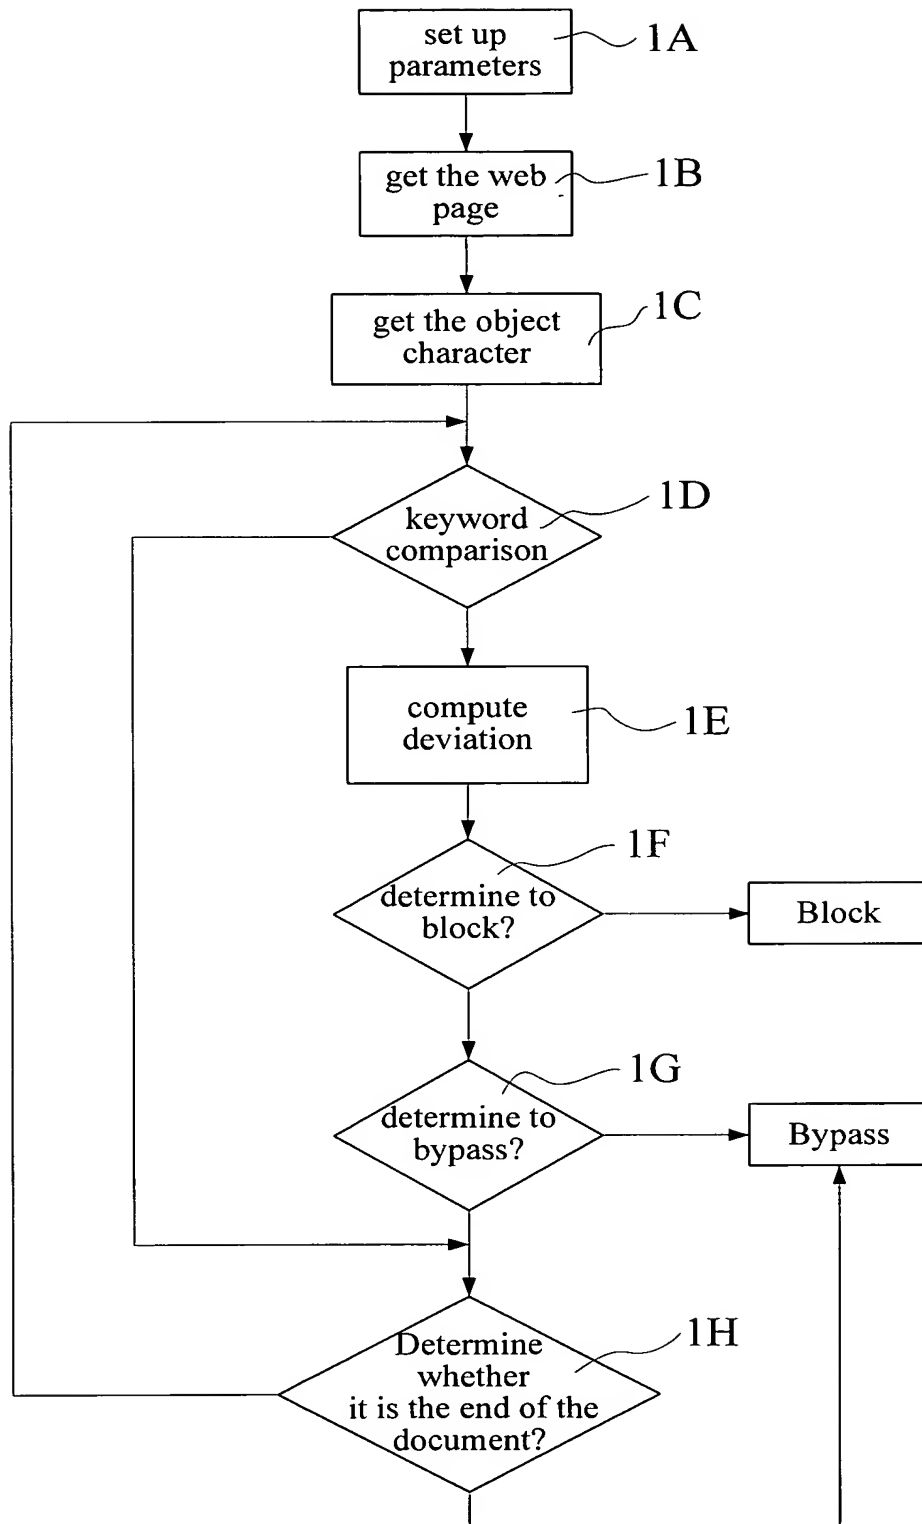 set up
parameters
1A
get the web
page
1B
get the object
character
1C
keyword
comparison
1D
compute
deviation
1E
determine to
block?
1F
Block
determine to
bypass?
1G
Bypass
Determine
whether
it is the end of the
document?
1H